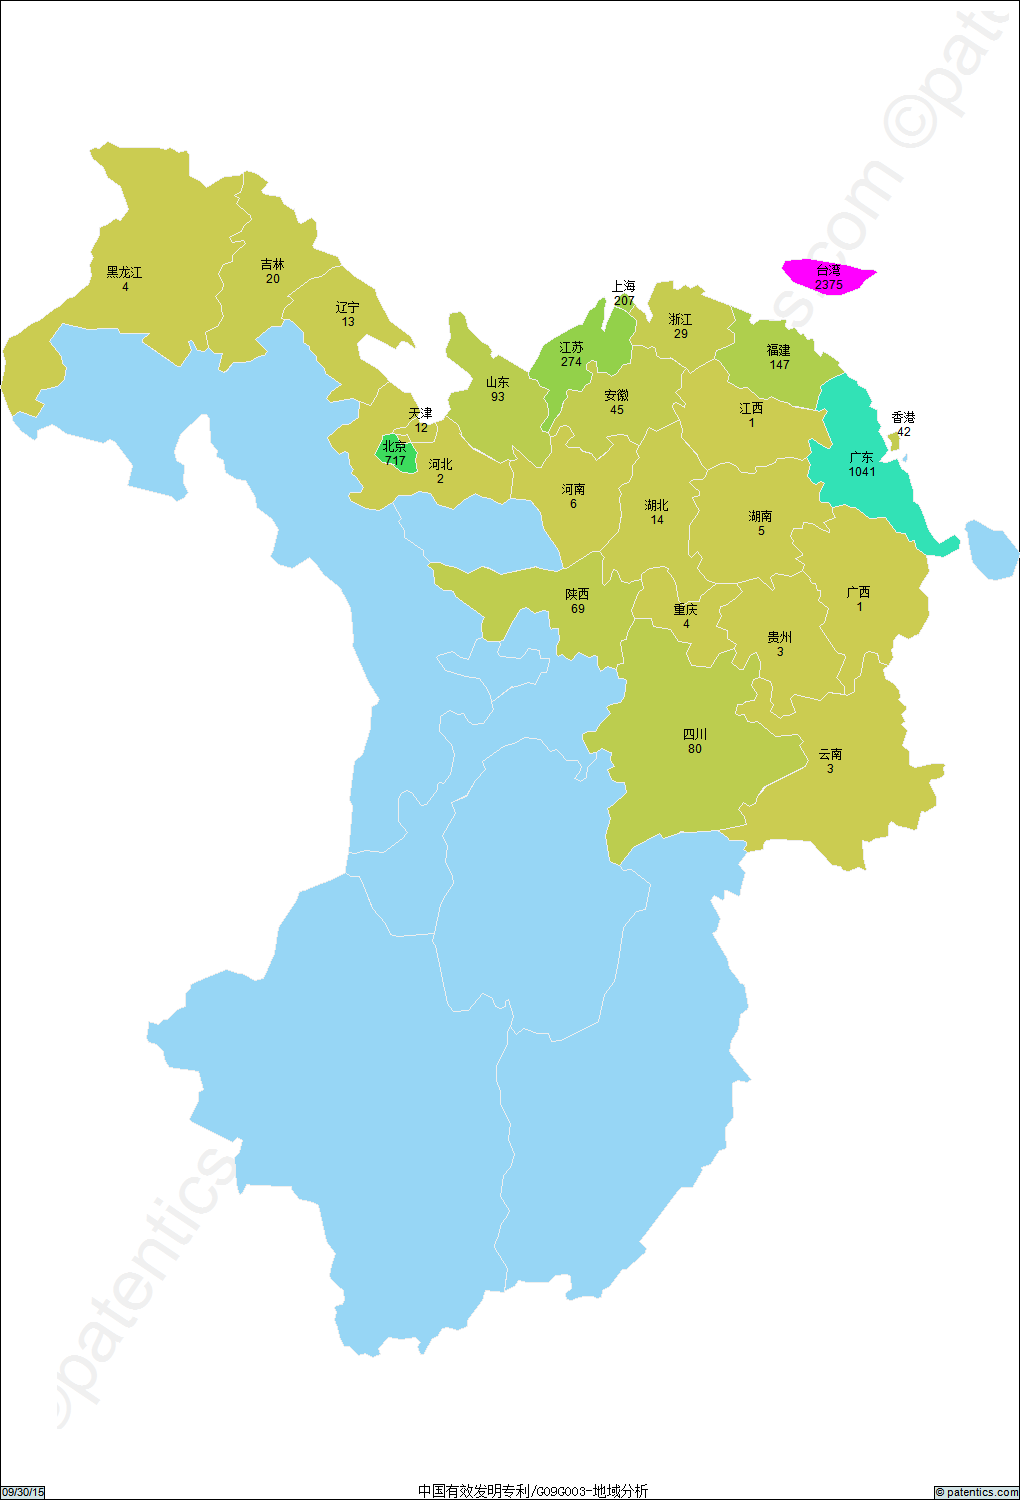 ©patentics.com ©pate
黑龙江
4
吉林
20
辽宁
13
台湾
2375
上海
207
浙江
29
江苏
274
福建
147
山东
93
安徽
45
江西
1
天津
12
香港
42
北京
717
河北
2
广东
1041
河南
6
湖北
14
湖南
5
陕西
69
重庆
4
广西
1
贵州
3
四川
80
云南
3
09/30/15
中国有效发明专利/G09G003-地域分析
© patentics.com